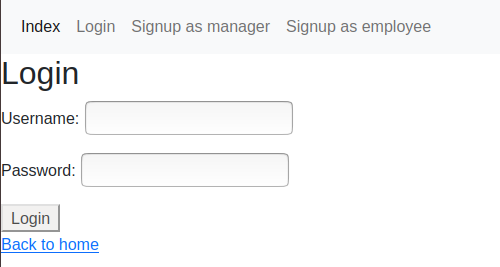 Index Login Signup as manager Signup as employee
Login
Username:
Password:
Login
Back to home